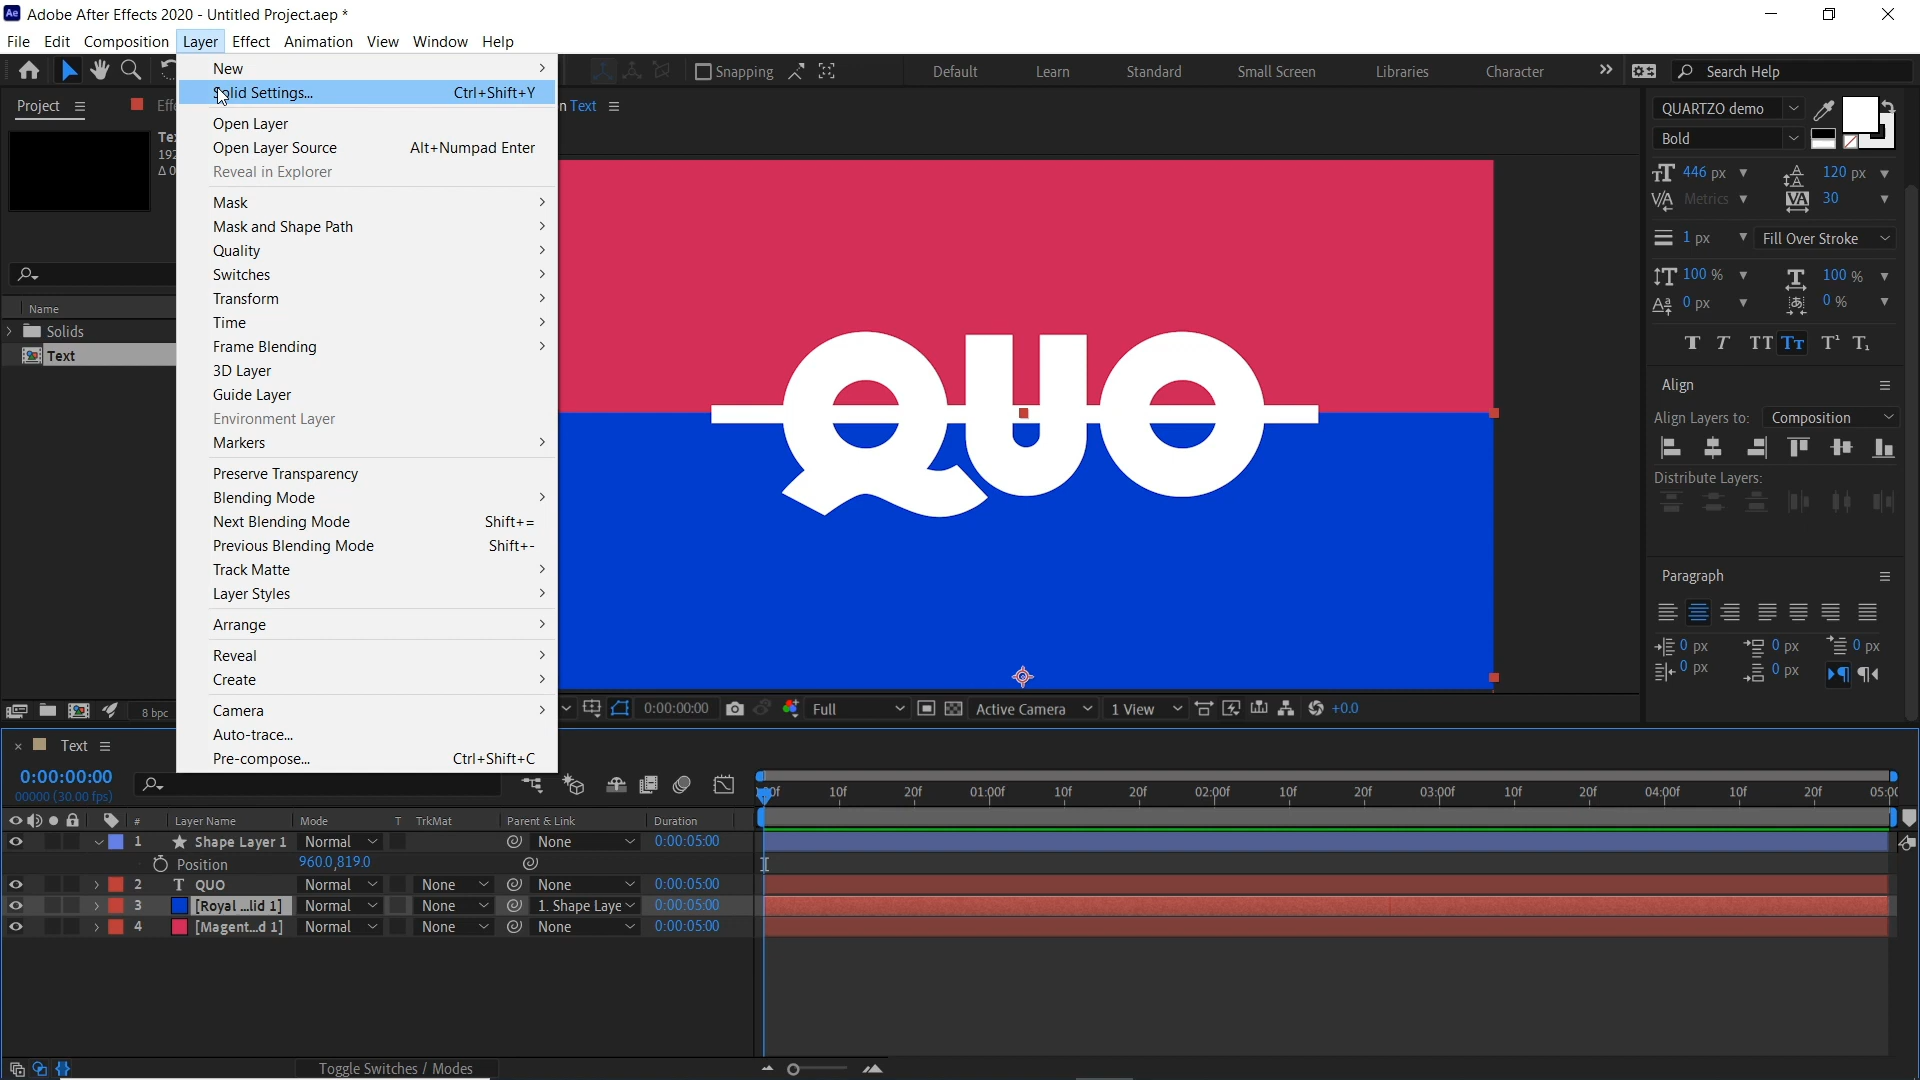 Ae Adobe After Effects 2020 - Untitled Project.aep *
File Edit Composition Layer Effect Animation View Window Help
Snapping Default Learn Standard Small Screen Libraries Character Search Help
New
Solid Settings... Ctrl+Shift+Y
Open Layer
Open Layer Source Alt+Numpad Enter
Reveal in Explorer
Mask
Mask and Shape Path
Quality
Switches
Transform
Time
Frame Blending
3D Layer
Guide Layer
Environment Layer
Markers
Preserve Transparency
Blending Mode
Next Blending Mode Shift+=
Previous Blending Mode Shift+-
Track Matte
Layer Styles
Arrange
Reveal
Create
Camera
Auto-trace...
Pre-compose... Ctrl+Shift+C
Project
Name
Solids
Text
8 bpc
Text
QUO
0:00:00:00 Full Active Camera 1 View +0.0
QUARTZO demo
Bold
446 px 120 px
Metrics 30
1 px Fill Over Stroke
100 % 100 %
0 px 0 %
Align
Align Layers to: Composition
Distribute Layers:
Paragraph
0 px 0 px 0 px
0 px 0 px
Text
0:00:00:00
00000 (30.00 fps)
10f 20f 01:00f 10f 20f 02:00f 10f 20f 03:00f 10f 20f 04:00f 10f 20f
# Layer Name Mode T TrkMat Parent & Link Duration
1 Shape Layer 1 Normal None 0:00:05:00
Position 960.0,819.0
2 T QUO Normal None None 0:00:05:00
3 [Royal ...lid 1] Normal None 1. Shape Laye 0:00:05:00
4 [Magent...d 1] Normal None None 0:00:05:00
Toggle Switches / Modes